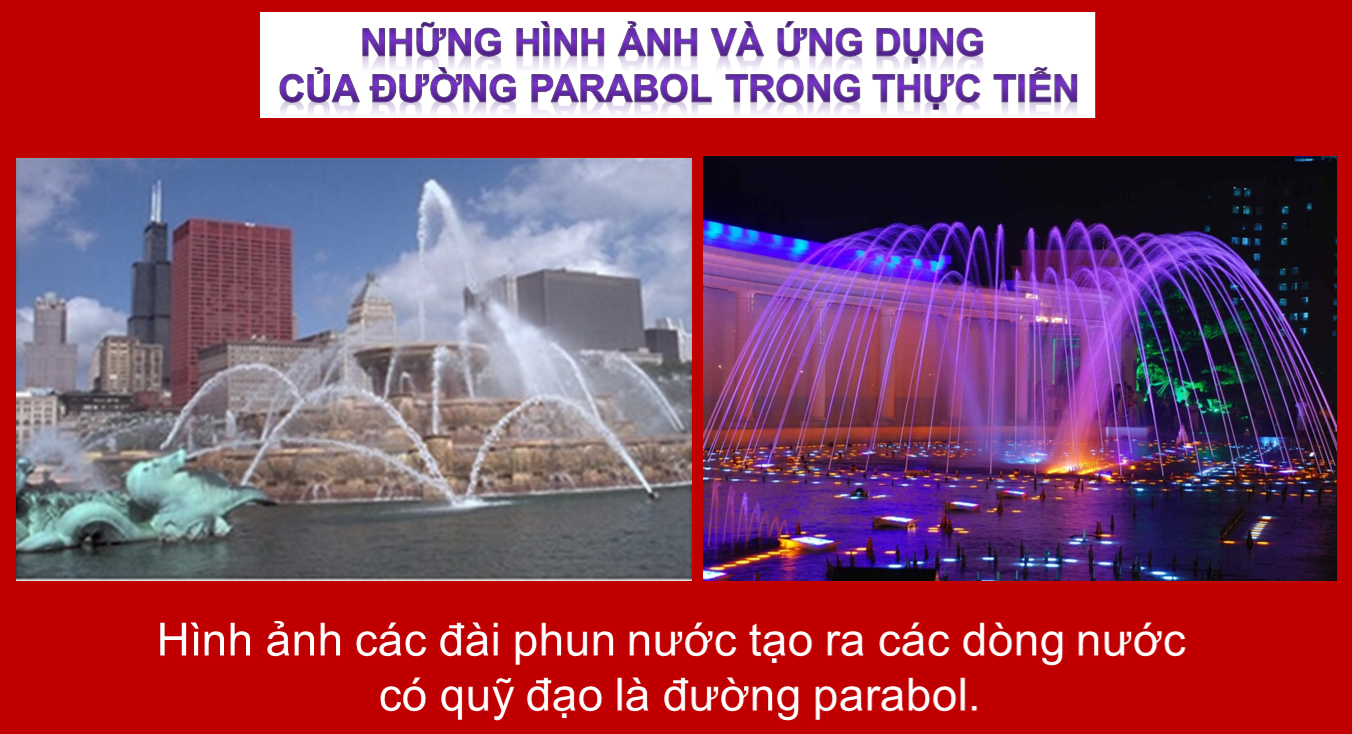 NHỮNG HÌNH ẢNH VÀ ỨNG DỤNG
CỦA ĐƯỜNG PARABOL TRONG THỰC TIỄN
Hình ảnh các đài phun nước tạo ra các dòng nước
có quỹ đạo là đường parabol.